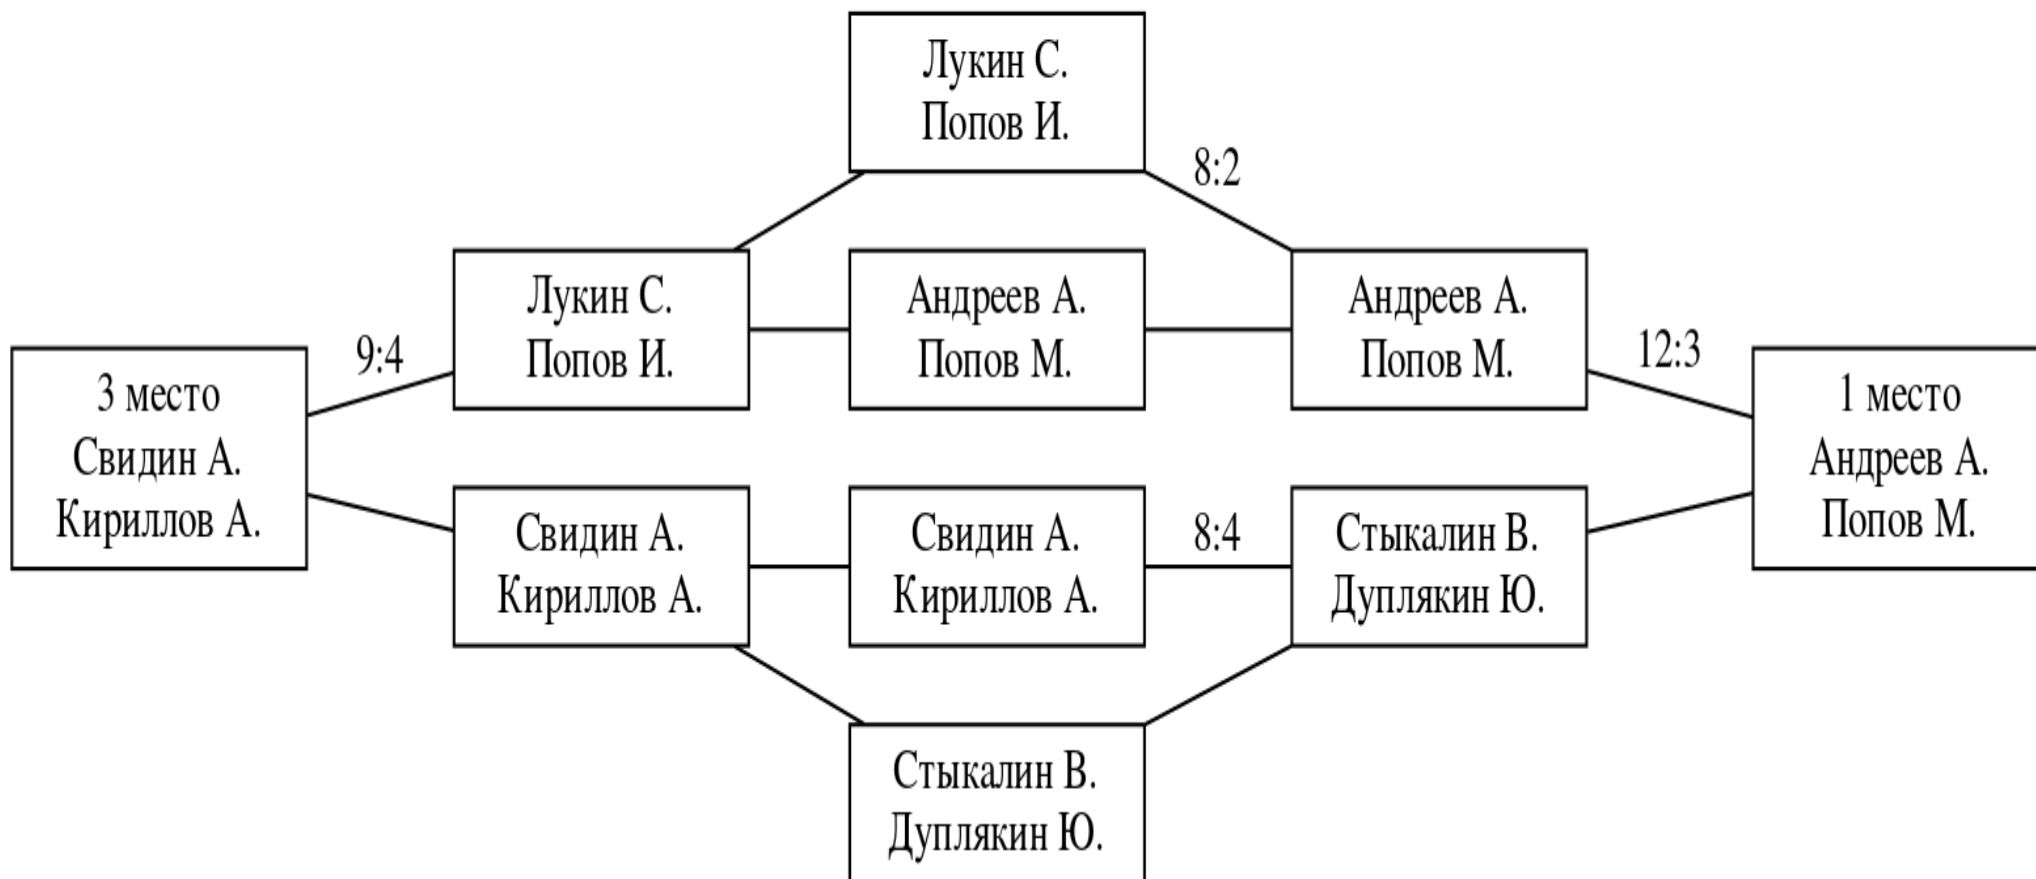 Лукин С.
Попов И.
8:2
Лукин С.
Попов И.
Андреев А.
Попов М.
Андреев А.
Попов М.
9:4
12:3
3 место
Свидин А.
Кириллов А.
1 место
Андреев А.
Попов М.
Свидин А.
Кириллов А.
Свидин А.
Кириллов А.
8:4
Стыкалин В.
Дуплякин Ю.
Стыкалин В.
Дуплякин Ю.